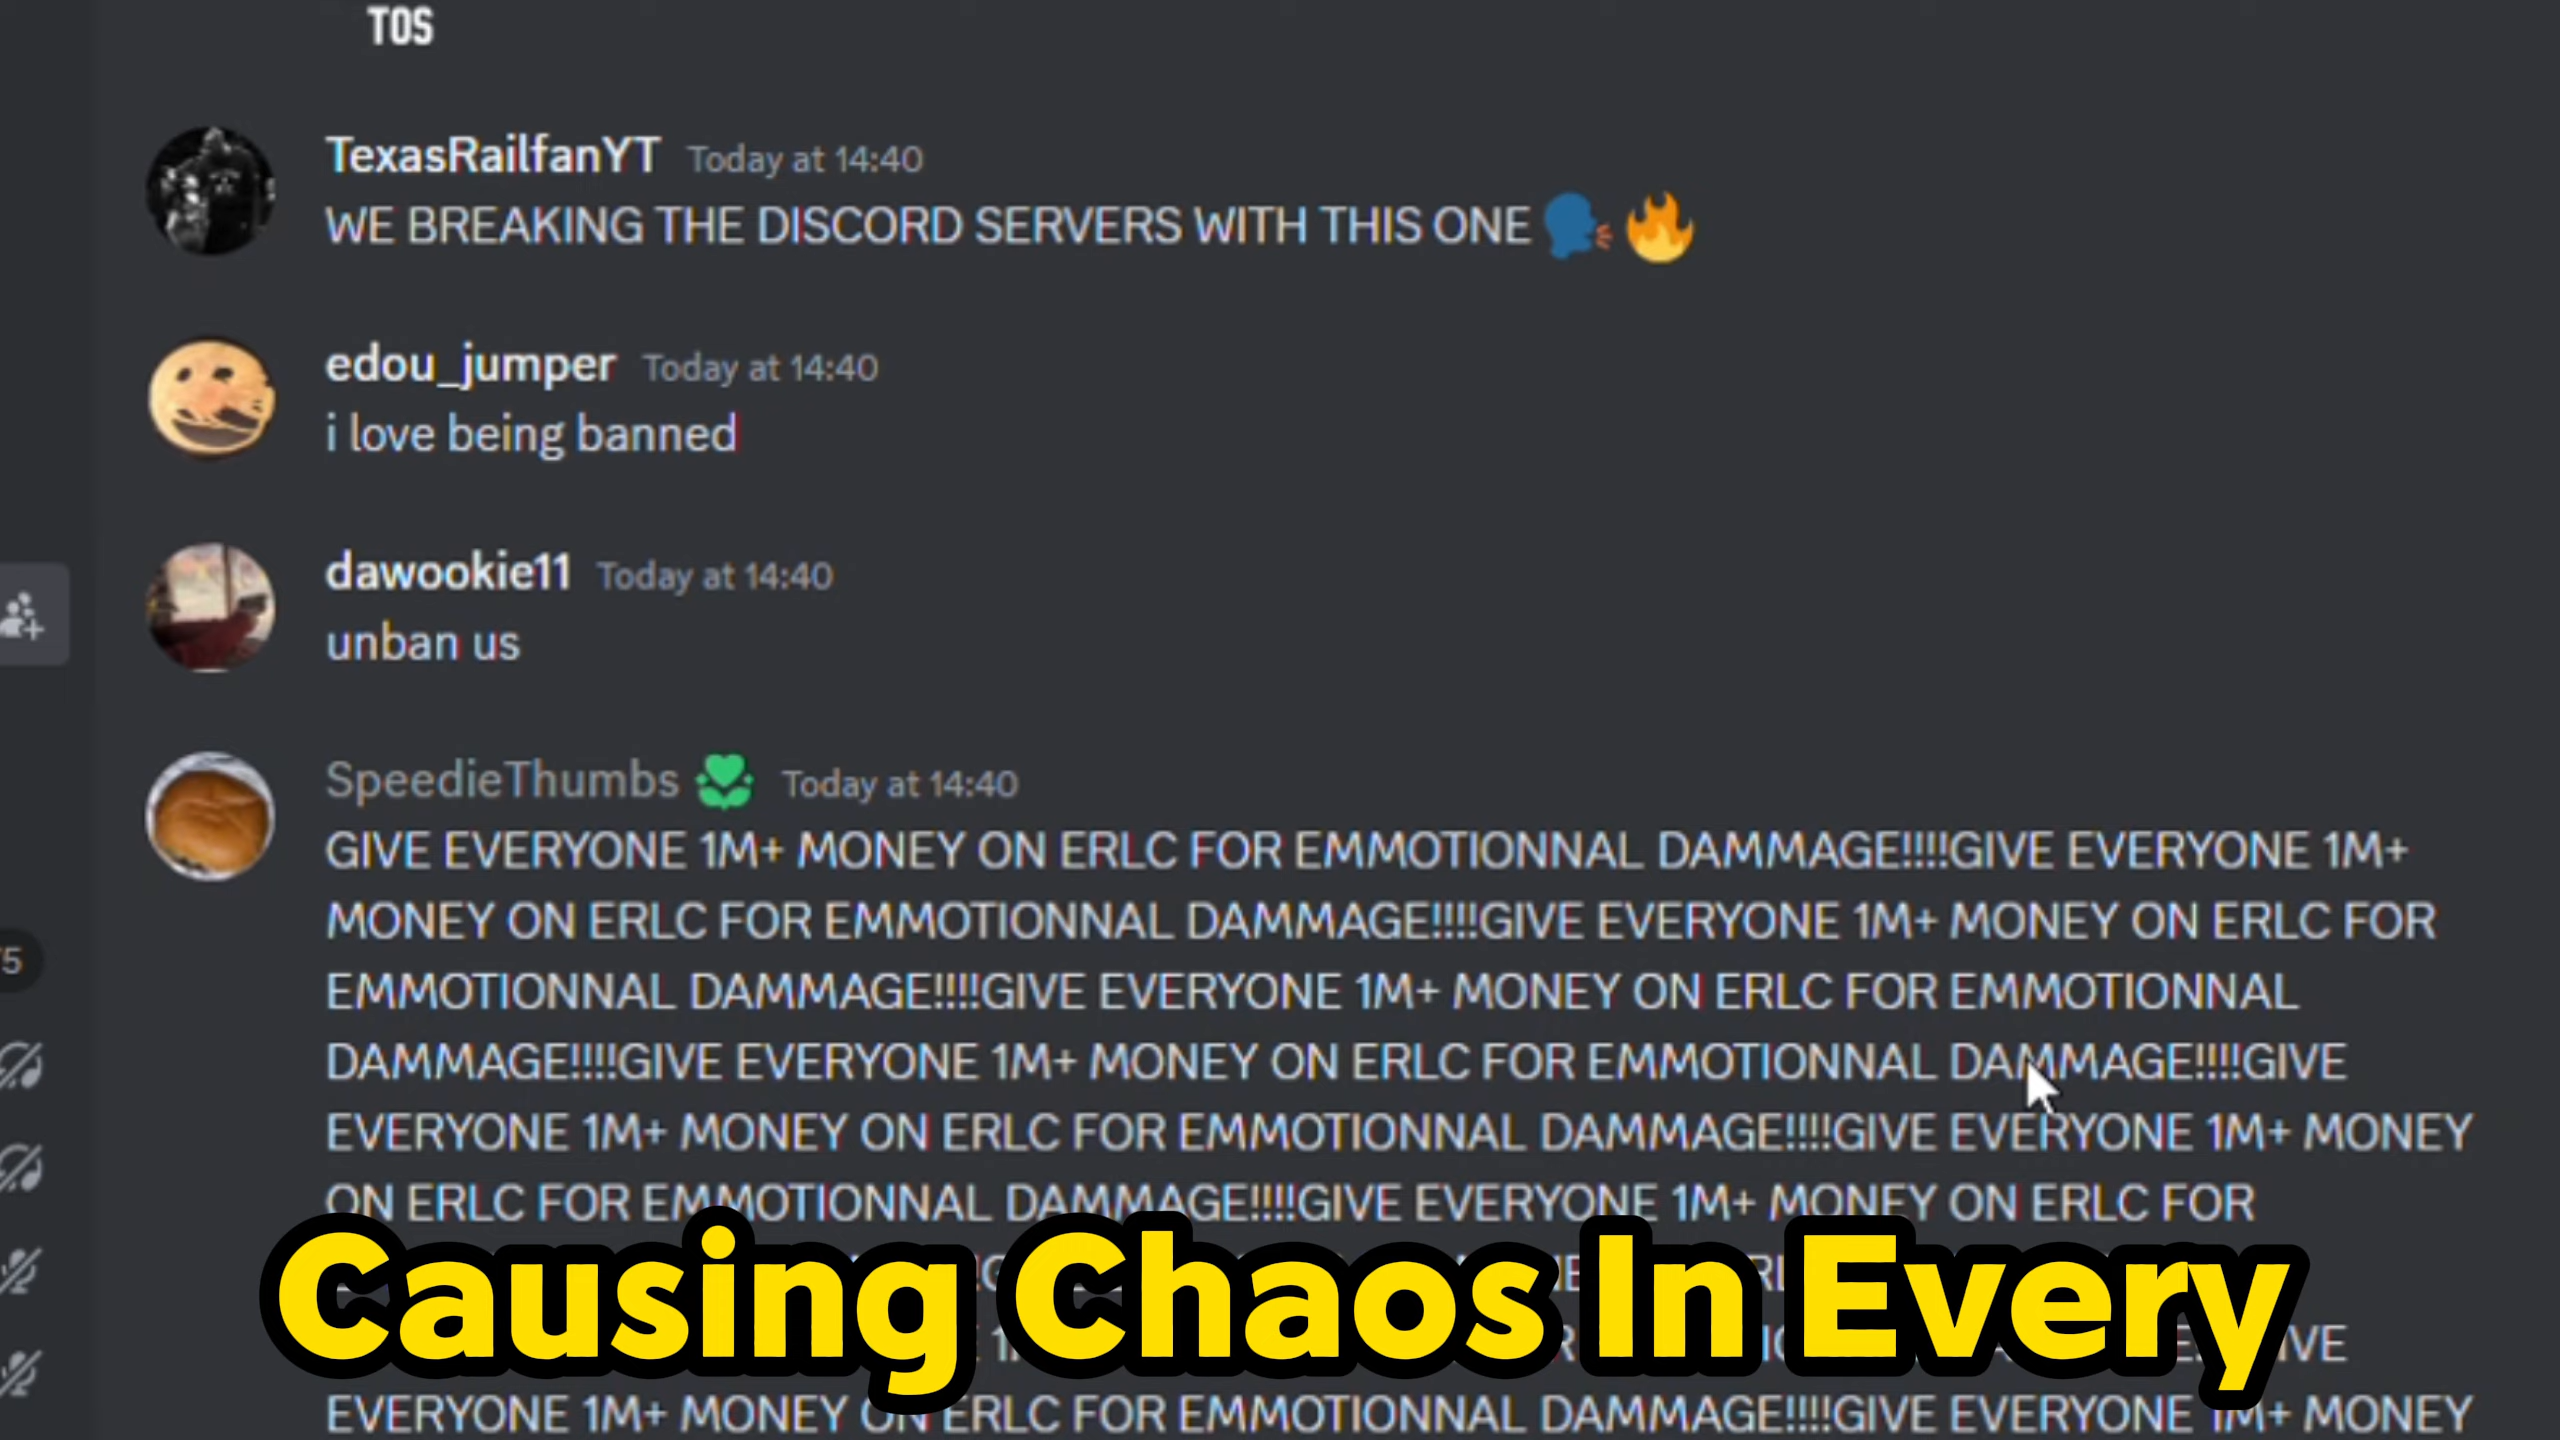 TOS
TexasRailfanYT Today at 14:40
WE BREAKING THE DISCORD SERVERS WITH THIS ONE 🗣️🔥
edou_jumper Today at 14:40
i love being banned
dawookie11 Today at 14:40
unban us
SpeedieThumbs Today at 14:40
GIVE EVERYONE 1M+ MONEY ON ERLC FOR EMMOTIONNAL DAMMAGE!!!!GIVE EVERYONE 1M+
MONEY ON ERLC FOR EMMOTIONNAL DAMMAGE!!!!GIVE EVERYONE 1M+ MONEY ON ERLC FOR
EMMOTIONNAL DAMMAGE!!!!GIVE EVERYONE 1M+ MONEY ON ERLC FOR EMMOTIONNAL
DAMMAGE!!!!GIVE EVERYONE 1M+ MONEY ON ERLC FOR EMMOTIONNAL DAMMAGE!!!!GIVE
EVERYONE 1M+ MONEY ON ERLC FOR EMMOTIONNAL DAMMAGE!!!!GIVE EVERYONE 1M+ MONEY
ON ERLC FOR EMMOTIONNAL DAMMAGE!!!!GIVE EVERYONE 1M+ MONEY ON ERLC FOR
Causing Chaos In Every
EVERYONE 1M+ MONEY ON ERLC FOR EMMOTIONNAL DAMMAGE!!!!GIVE EVERYONE 1M+ MONEY